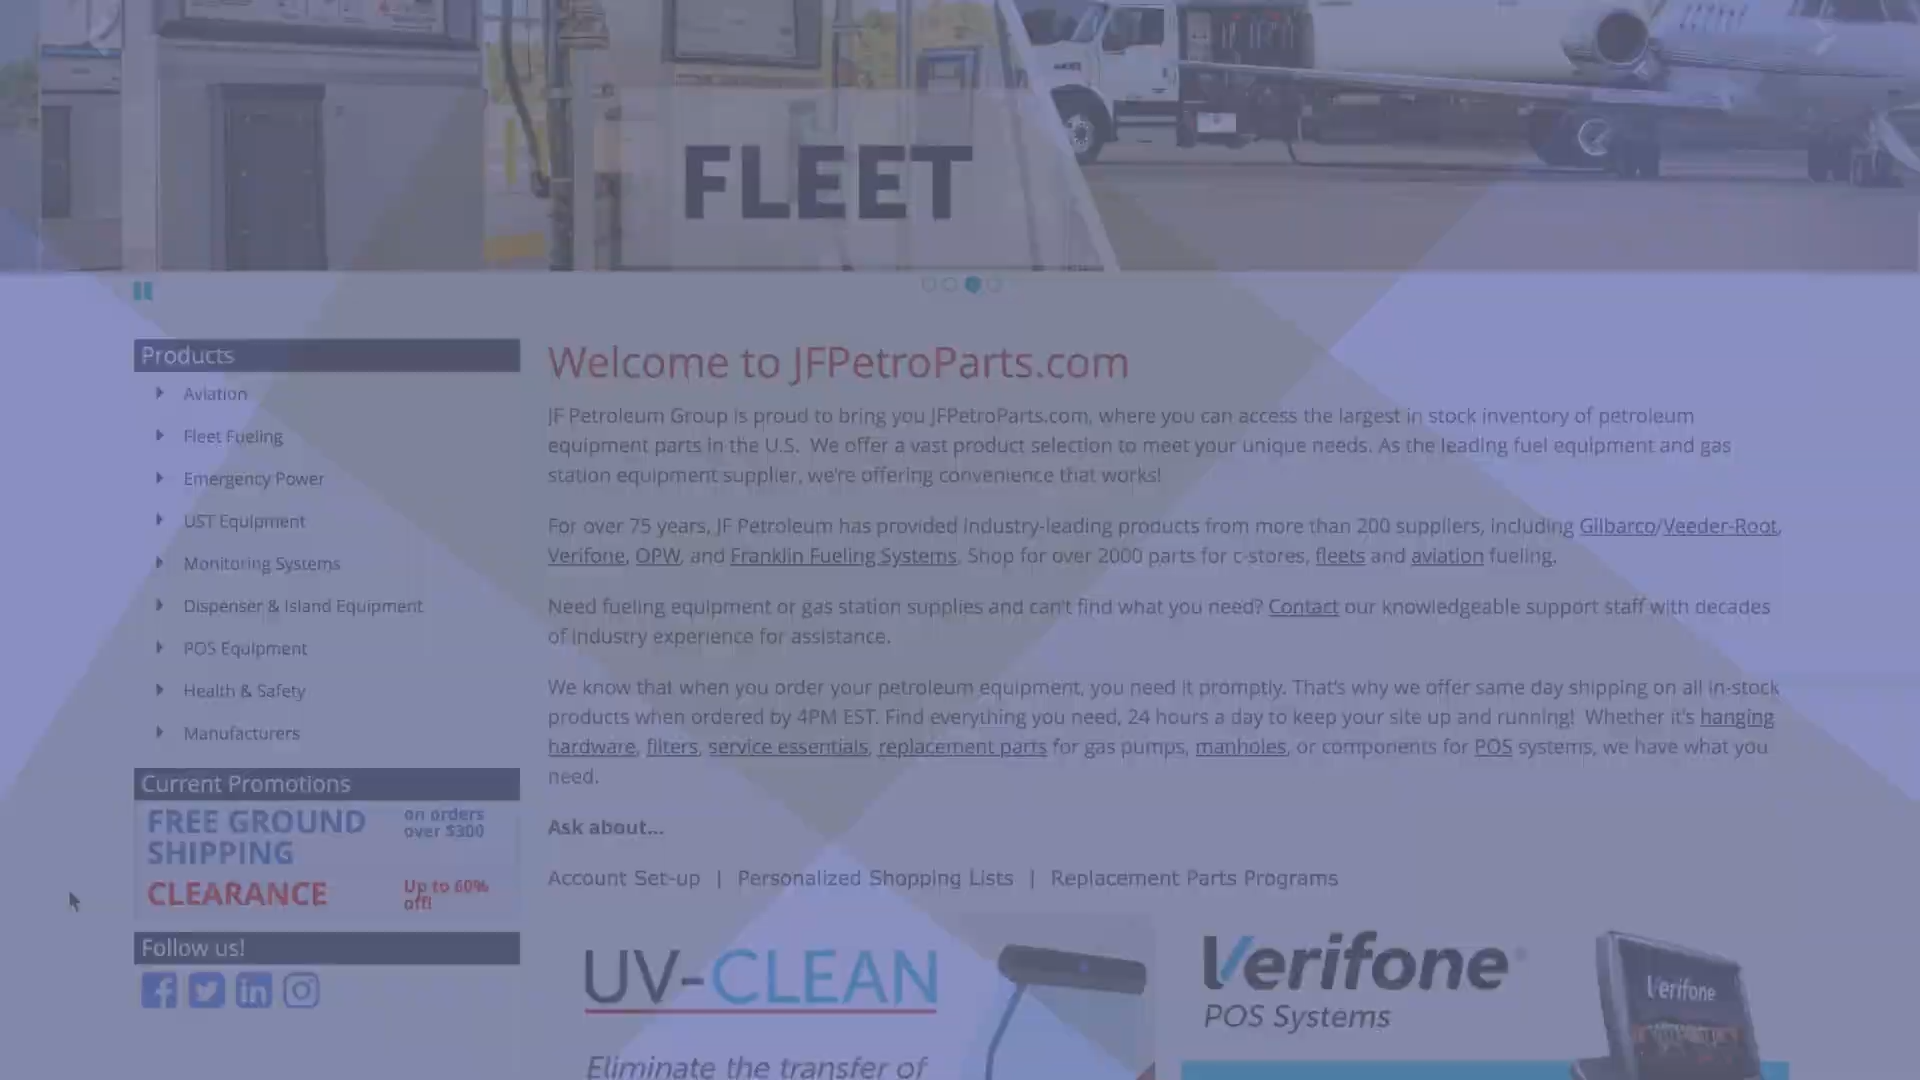 FLEET
Products
Aviation
Fleet Fueling
Emergency Power
UST Equipment
Monitoring Systems
Dispenser & Island Equipment
POS Equipment
Health & Safety
Manufacturers
Current Promotions
FREE GROUND
SHIPPING
on orders
over $300
CLEARANCE
Up to 60%
off!
Follow us!
Welcome to JFPetroParts.com
JF Petroleum Group is proud to bring you JFPetroParts.com, where you can access the largest in stock inventory of petroleum
equipment parts in the U.S.  We offer a vast product selection to meet your unique needs. As the leading fuel equipment and gas
station equipment supplier, we're offering convenience that works!
For over 75 years, JF Petroleum has provided industry-leading products from more than 200 suppliers, including Gilbarco/Veeder-Root,
Verifone, OPW, and Franklin Fueling Systems. Shop for over 2000 parts for c-stores, fleets and aviation fueling.
Need fueling equipment or gas station supplies and can't find what you need? Contact our knowledgeable support staff with decades
of industry experience for assistance.
We know that when you order your petroleum equipment, you need it promptly. That's why we offer same day shipping on all in-stock
products when ordered by 4PM EST. Find everything you need, 24 hours a day to keep your site up and running!  Whether it's hanging
hardware, filters, service essentials, replacement parts for gas pumps, manholes, or components for POS systems, we have what you
need.
Ask about...
Account Set-up | Personalized Shopping Lists | Replacement Parts Programs
UV-CLEAN
Eliminate the transfer of
Verifone
POS Systems
Verifone